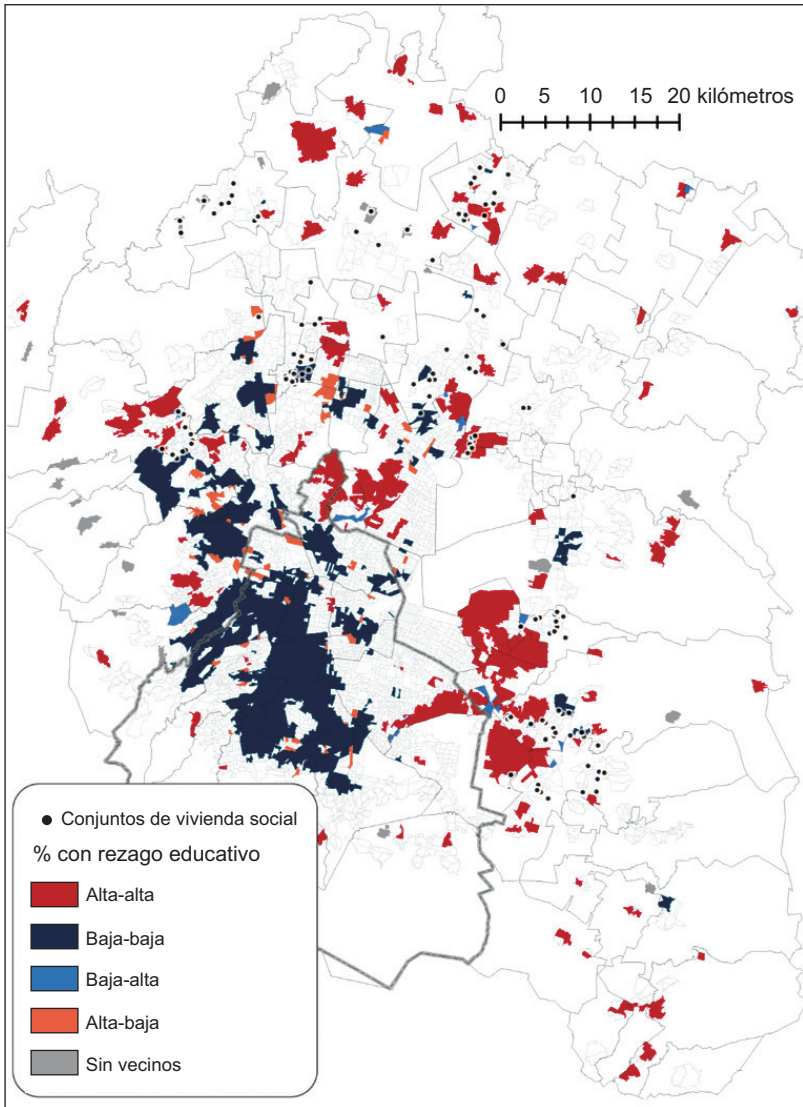 0 5 10 15 20 kilómetros
Conjuntos de vivienda social
% con rezago educativo
Alta-alta
Baja-baja
Baja-alta
Alta-baja
Sin vecinos